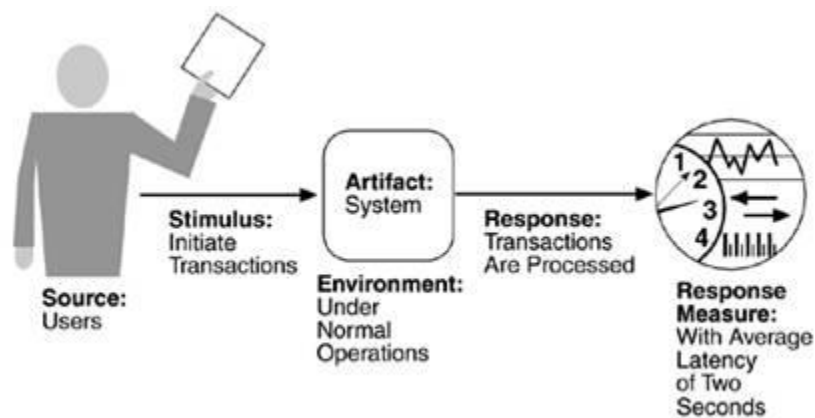 Source:
Users
Stimulus:
Initiate
Transactions
Artifact:
System
Environment:
Under
Normal
Operations
Response:
Transactions
Are Processed
1
2
3
4
Response
Measure:
With Average
Latency
of Two
Seconds